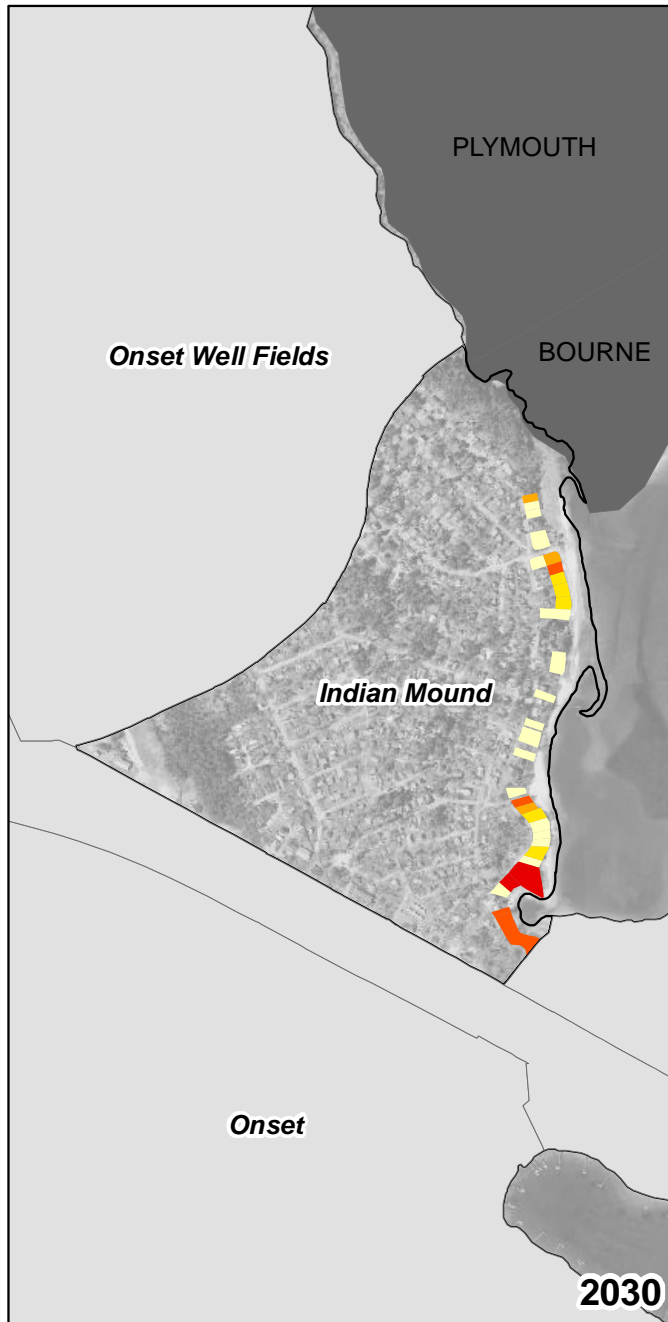 PLYMOUTH
BOURNE
Onset Well Fields
Indian Mound
Onset
2030